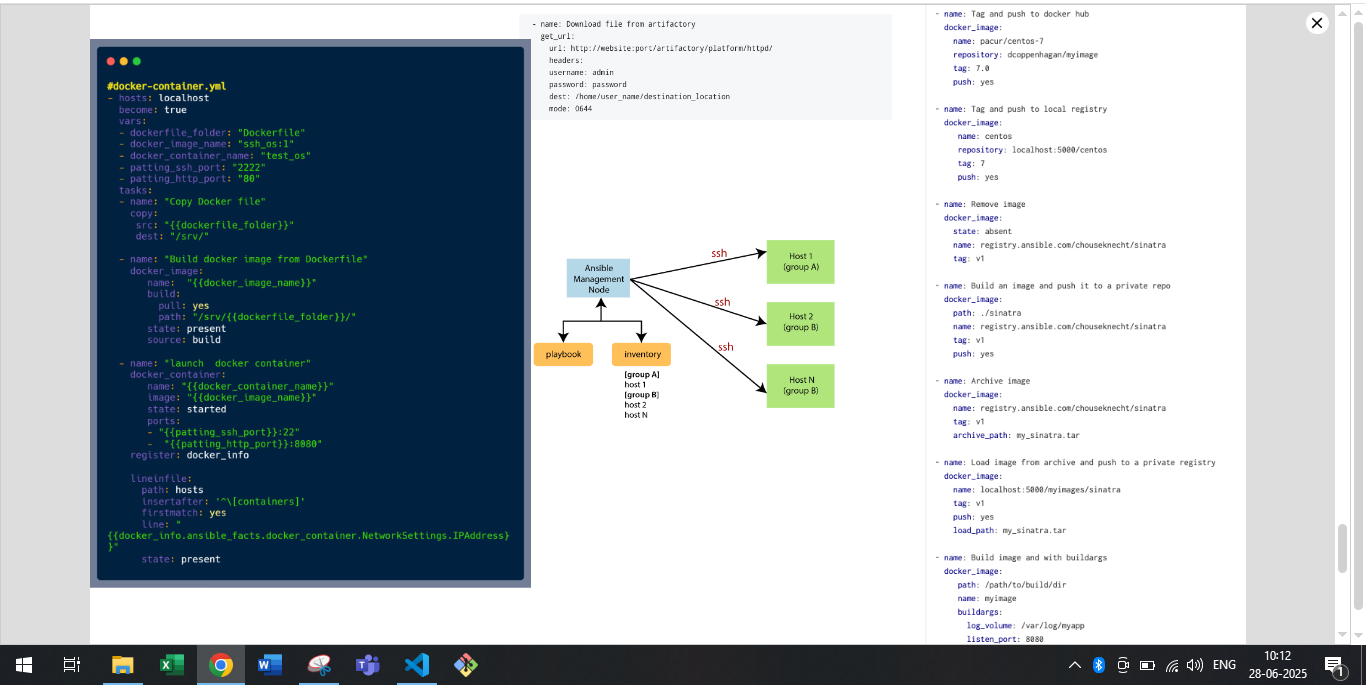 #docker-container.yml
- hosts: localhost
become: true
vars:
- dockerfile_folder: "Dockerfile"
- docker_image_name: "ssh_os:1"
- docker_container_name: "test_os"
- patting_ssh_port: "2222"
- patting_http_port: "80"
tasks:
- name: "Copy Docker file"
copy:
src: "{{dockerfile_folder}}"
dest: "/srv/"
- name: "Build docker image from Dockerfile"
docker_image:
name: "{{docker_image_name}}"
build:
pull: yes
path: "/srv/{{dockerfile_folder}}/"
state: present
source: build
- name: "launch docker container"
docker_container:
name: "{{docker_container_name}}"
image: "{{docker_image_name}}"
state: started
ports:
- "{{patting_ssh_port}}:22"
- "{{patting_http_port}}:8080"
register: docker_info
lineinfile:
path: hosts
insertafter: '^\[containers]'
firstmatch: yes
line: "
{{docker_info.ansible_facts.docker_container.NetworkSettings.IPAddress}
}"
state: present
- name: Download file from artifactory
get_url:
url: http://website:port/artifactory/platform/httpd/
headers:
username: admin
password: password
dest: /home/user_name/destination_location
mode: 0644
Ansible
Management
Node
playbook
inventory
[group A]
host 1
[group B]
host 2
host N
ssh
ssh
ssh
Host 1
(group A)
Host 2
(group B)
Host N
(group B)
- name: Tag and push to docker hub
docker_image:
name: pacur/centos-7
repository: dcoppenhagan/myimage
tag: 7.0
push: yes
- name: Tag and push to local registry
docker_image:
name: centos
repository: localhost:5000/centos
tag: 7
push: yes
- name: Remove image
docker_image:
state: absent
name: registry.ansible.com/chouseknecht/sinatra
tag: v1
- name: Build an image and push it to a private repo
docker_image:
path: ./sinatra
name: registry.ansible.com/chouseknecht/sinatra
tag: v1
push: yes
- name: Archive image
docker_image:
name: registry.ansible.com/chouseknecht/sinatra
tag: v1
archive_path: my_sinatra.tar
- name: Load image from archive and push to a private registry
docker_image:
name: localhost:5000/myimages/sinatra
tag: v1
push: yes
load_path: my_sinatra.tar
- name: Build image and with buildargs
docker_image:
path: /path/to/build/dir
name: myimage
buildargs:
log_volume: /var/log/myapp
listen_port: 8080
ENG
10:12
28-06-2025
1